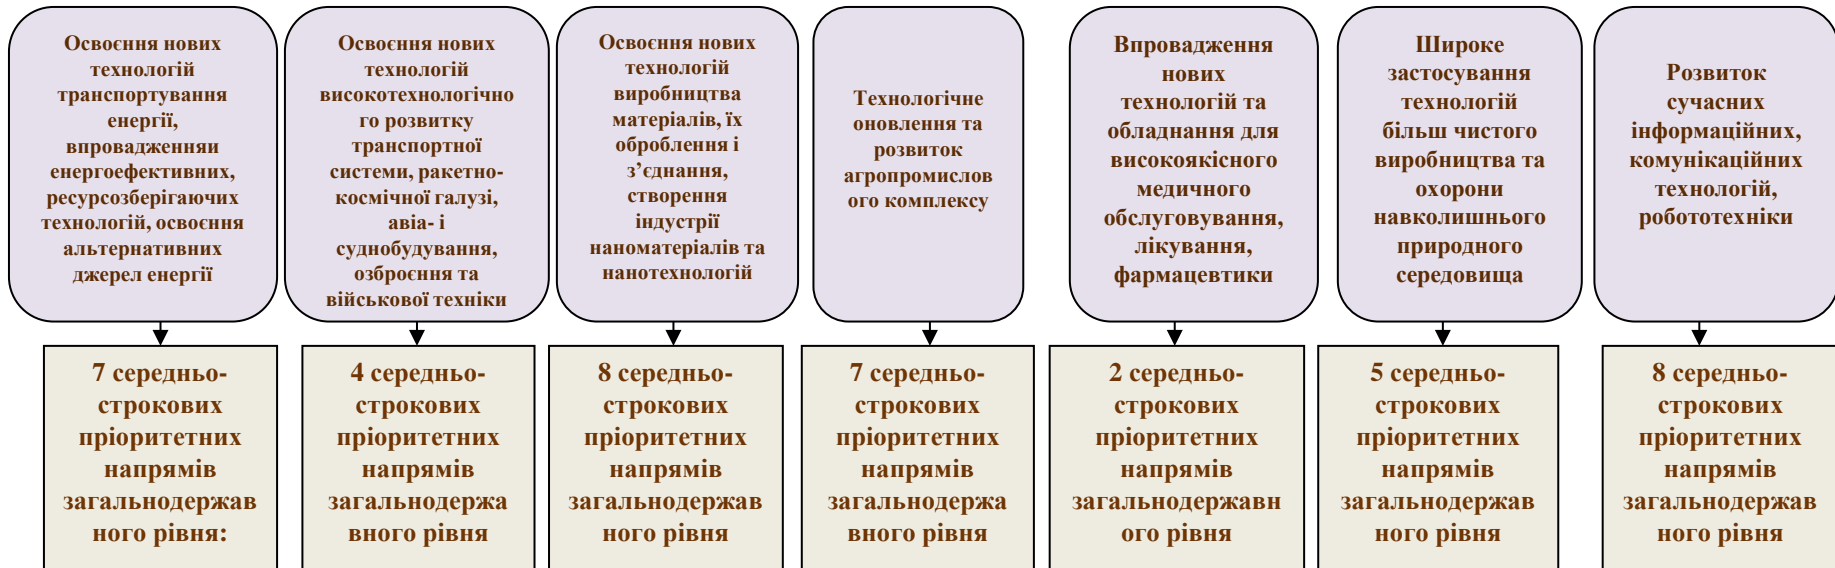 Освоєння нових
технологій
транспортування
енергії,
впровадженняи
енергоефективних,
ресурсозберігаючих
технологій, освоєння
альтернативних
джерел енергії
Освоєння нових
технологій
високотехнологічно
го розвитку
транспортної
системи, ракетно-
космічної галузі,
авіа- і
суднобудування,
озброєння та
військової техніки
Освоєння нових
технологій
виробництва
матеріалів, їх
оброблення і
з’єднання,
створення
індустрії
наноматеріалів та
нанотехнологій
Технологічне
оновлення та
розвиток
агропромислов
ого комплексу
Впровадження
нових
технологій та
обладнання для
високоякісного
медичного
обслуговування,
лікування,
фармацевтики
Широке
застосування
технологій
більш чистого
виробництва та
охорони
навколишнього
природного
середовища
Розвиток
сучасних
інформаційних,
комунікаційних
технологій,
робототехніки
7 середньо-
строкових
пріоритетних
напрямів
загальнодержав
ного рівня:
4 середньо-
строкових
пріоритетних
напрямів
загальнодержа
вного рівня
8 середньо-
строкових
пріоритетних
напрямів
загальнодержав
ного рівня
7 середньо-
строкових
пріоритетних
напрямів
загальнодержа
вного рівня
2 середньо-
строкових
пріоритетних
напрямів
загальнодержавн
ого рівня
5 середньо-
строкових
пріоритетних
напрямів
загальнодержав
ного рівня
8 середньо-
строкових
пріоритетних
напрямів
загальнодержав
ного рівня